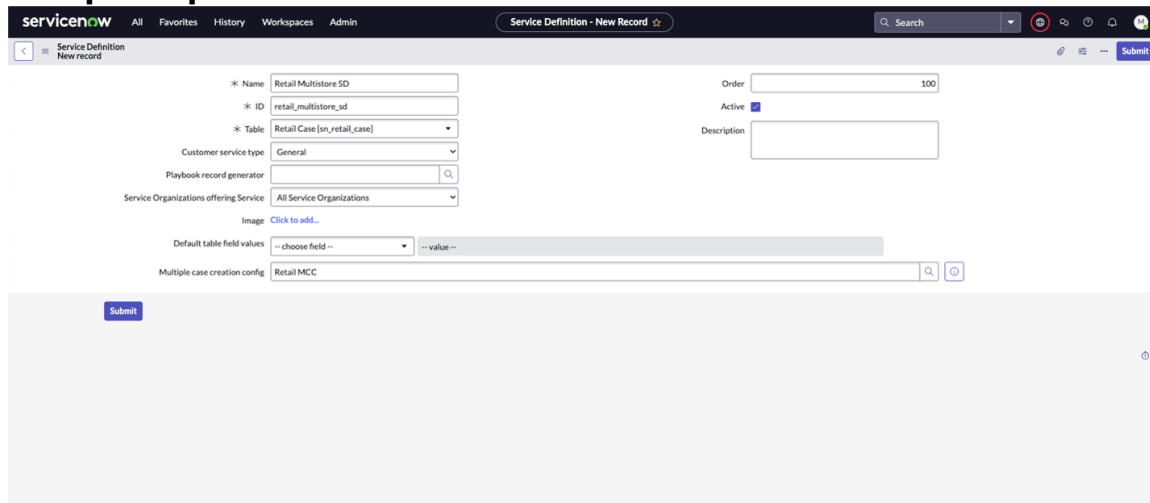 servicenow All Favorites History Workspaces Admin Service Definition - New Record Search M
Service Definition
New record
Submit
Name Retail Multistore SD
Order 100
ID retail_multistore_sd
Active
Table Retail Case [sn_retail_case]
Description
Customer service type General
Playbook record generator
Service Organizations offering Service All Service Organizations
Image Click to add...
Default table field values -- choose field -- -- value --
Multiple case creation config Retail MCC
Submit